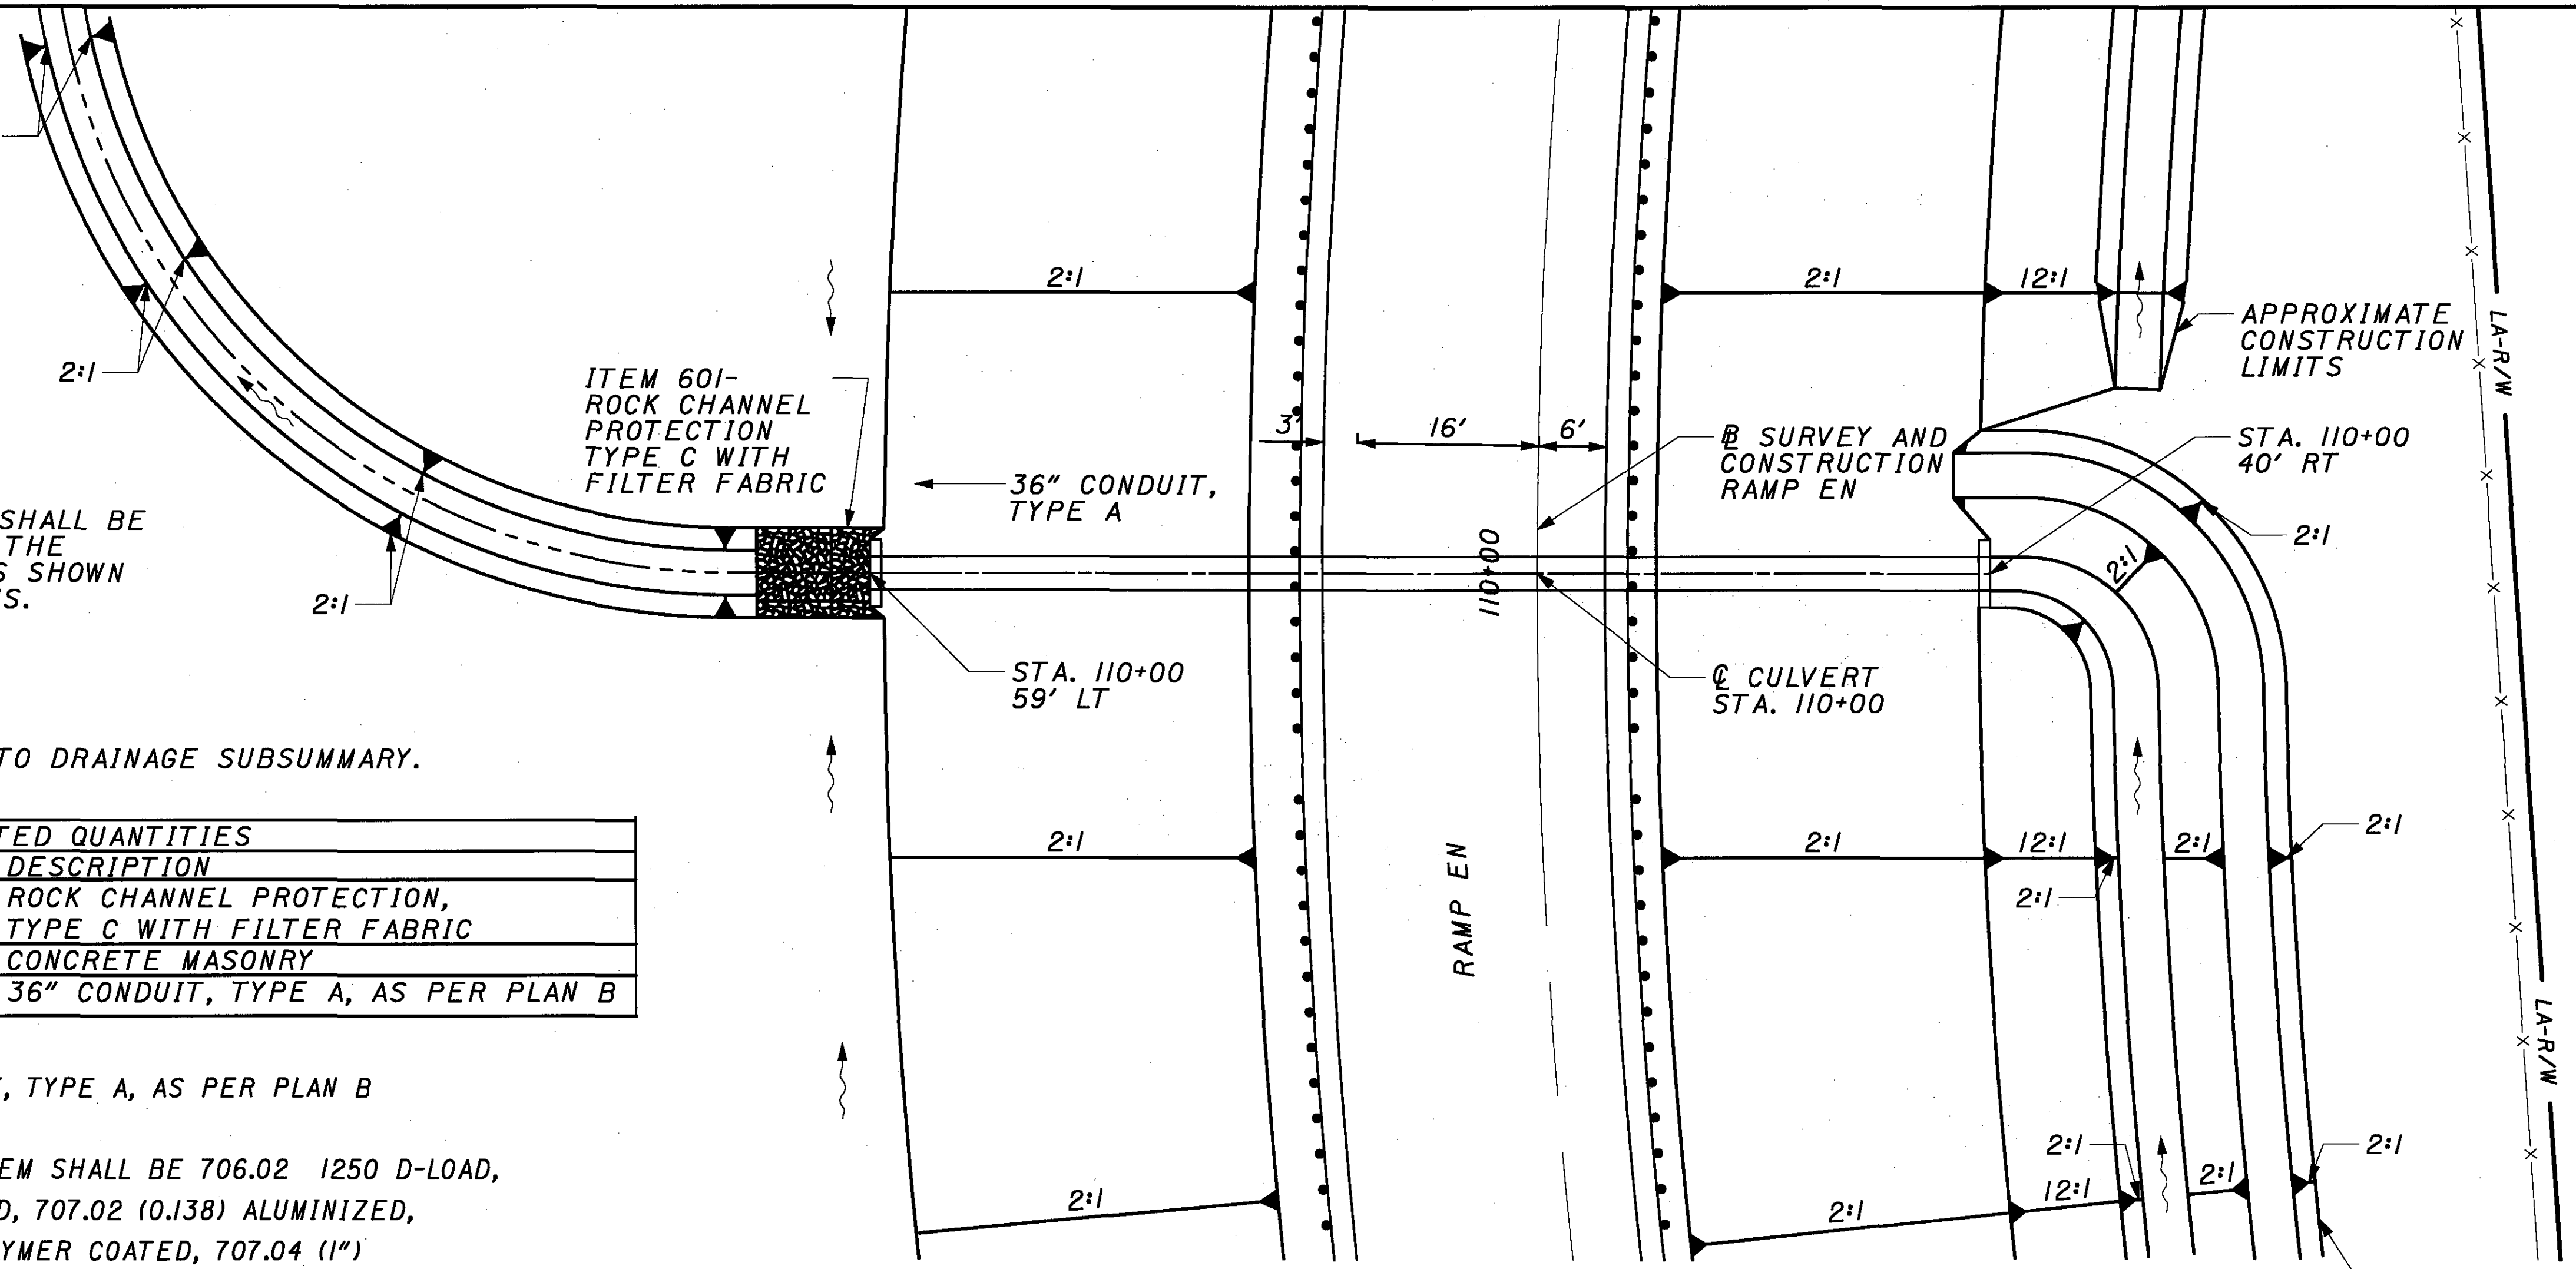 2:1
2:1
12:1
APPROXIMATE
CONSTRUCTION
LIMITS
LA-R/W
2:1
ITEM 601-
ROCK CHANNEL
PROTECTION
TYPE C WITH
FILTER FABRIC
3'
16'
6'
36" CONDUIT,
TYPE A
B SURVEY AND
CONSTRUCTION
RAMP EN
STA. 110+00
40' RT
SHALL BE
THE
SHOWN
2:1
2:1
2:1
110+00
STA. 110+00
59' LT
CL CULVERT
STA. 110+00
TO DRAINAGE SUBSUMMARY.
TED QUANTITIES
DESCRIPTION
ROCK CHANNEL PROTECTION,
TYPE C WITH FILTER FABRIC
CONCRETE MASONRY
36" CONDUIT, TYPE A, AS PER PLAN B
2:1
RAMP EN
2:1
12:1
2:1
2:1
2:1
LA-R/W
, TYPE A, AS PER PLAN B
EM SHALL BE 706.02 1250 D-LOAD,
D, 707.02 (0.138) ALUMINIZED,
YMER COATED, 707.04 (1")
2:1
2:1
12:1
2:1
2:1
2:1